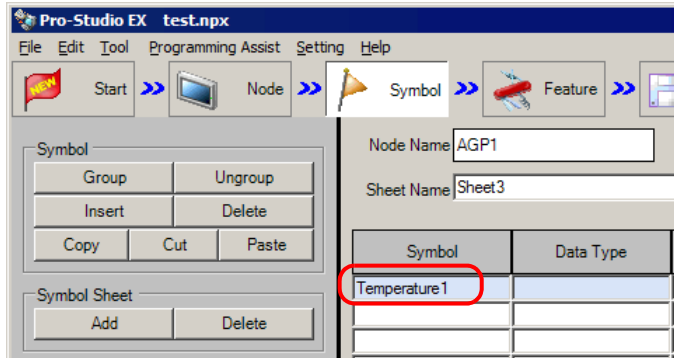 Pro-Studio EX test.npx
File Edit Tool Programming Assist Setting Help
NEW Start >> Node >> Symbol >> Feature >>
Symbol
Group Ungroup
Insert Delete
Copy Cut Paste
Symbol Sheet
Add Delete
Node Name AGP1
Sheet Name Sheet3
Symbol Data Type
Temperature1